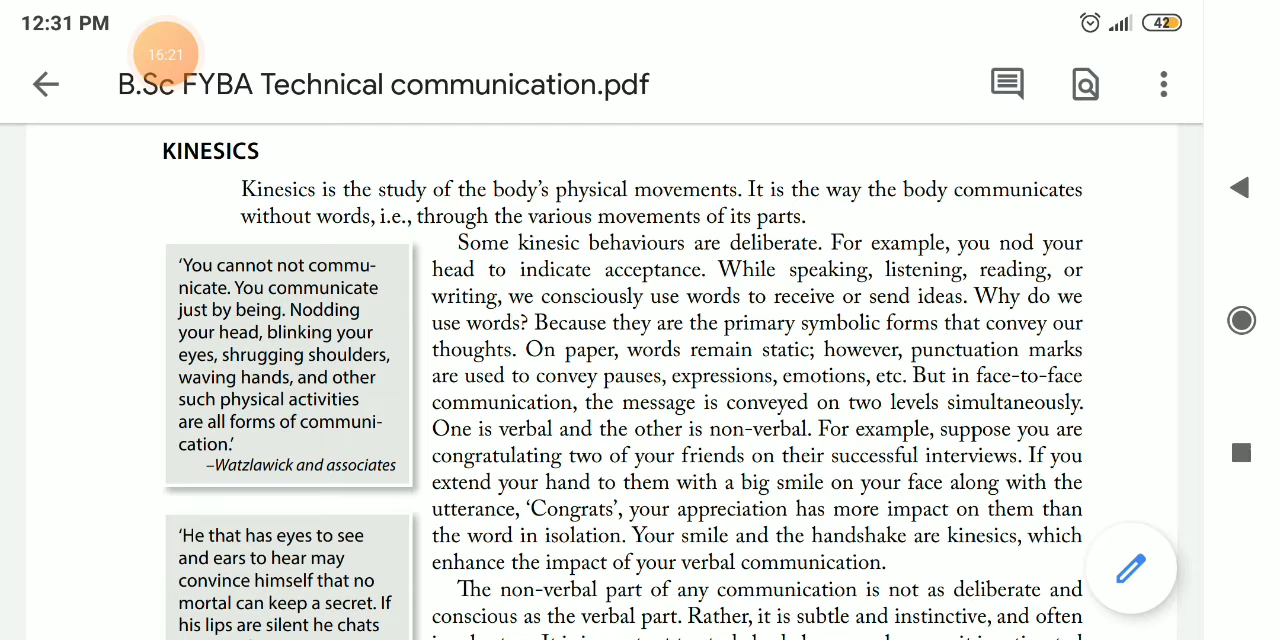 12:31 PM
16:21
42
B.Sc FYBA Technical communication.pdf
KINESICS
Kinesics is the study of the body's physical movements. It is the way the body communicates
without words, i.e., through the various movements of its parts.
'You cannot not commu-
nicate. You communicate
just by being. Nodding
your head, blinking your
eyes, shrugging shoulders,
waving hands, and other
such physical activities
are all forms of communi-
cation.'
–Watzlawick and associates
'He that has eyes to see
and ears to hear may
convince himself that no
mortal can keep a secret. If
his lips are silent he chats
Some kinesic behaviours are deliberate. For example, you nod your
head to indicate acceptance. While speaking, listening, reading, or
writing, we consciously use words to receive or send ideas. Why do we
use words? Because they are the primary symbolic forms that convey our
thoughts. On paper, words remain static; however, punctuation marks
are used to convey pauses, expressions, emotions, etc. But in face-to-face
communication, the message is conveyed on two levels simultaneously.
One is verbal and the other is non-verbal. For example, suppose you are
congratulating two of your friends on their successful interviews. If you
extend your hand to them with a big smile on your face along with the
utterance, 'Congrats', your appreciation has more impact on them than
the word in isolation. Your smile and the handshake are kinesics, which
enhance the impact of your verbal communication.
The non-verbal part of any communication is not as deliberate and
conscious as the verbal part. Rather, it is subtle and instinctive, and often